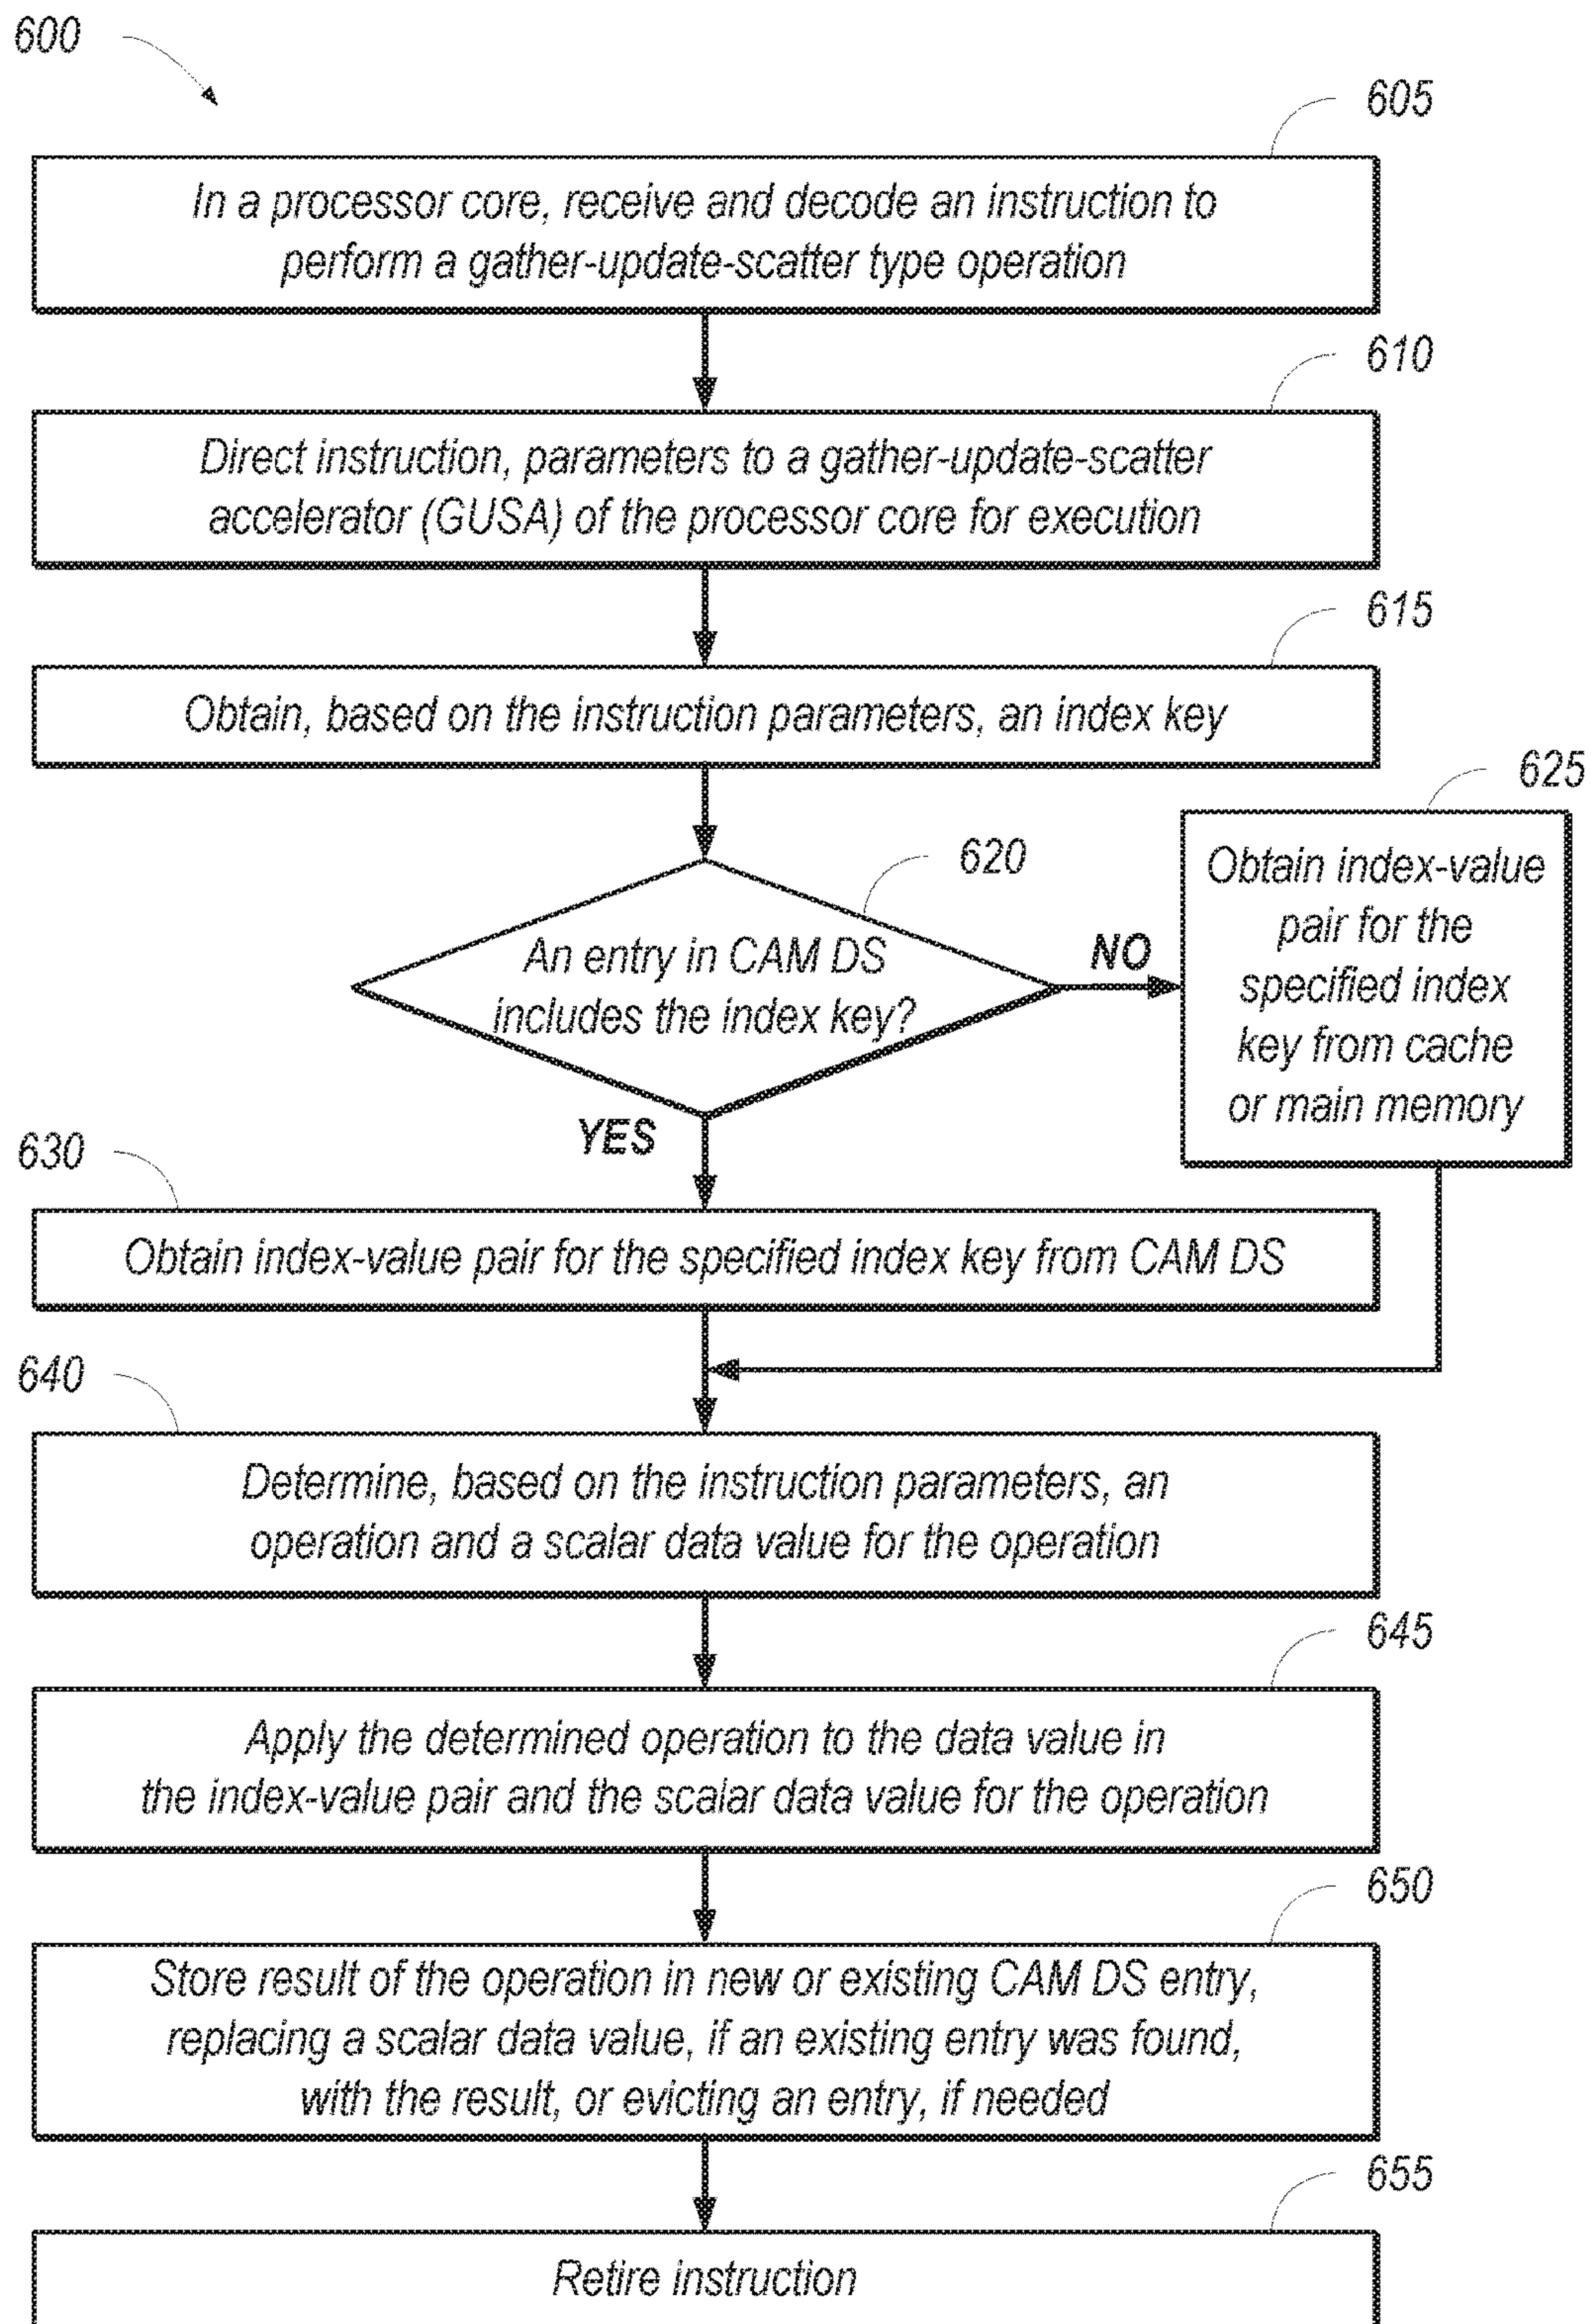 600
605
In a processor core, receive and decode an instruction to
perform a gather-update-scatter type operation
610
Direct instruction, parameters to a gather-update-scatter
accelerator (GUSA) of the processor core for execution
615
Obtain, based on the instruction parameters, an index key
620
An entry in CAM DS
includes the index key?
NO
625
Obtain index-value
pair for the
specified index
key from cache
or main memory
YES
630
Obtain index-value pair for the specified index key from CAM DS
640
Determine, based on the instruction parameters, an
operation and a scalar data value for the operation
645
Apply the determined operation to the data value in
the index-value pair and the scalar data value for the operation
650
Store result of the operation in new or existing CAM DS entry,
replacing a scalar data value, if an existing entry was found,
with the result, or evicting an entry, if needed
655
Retire instruction